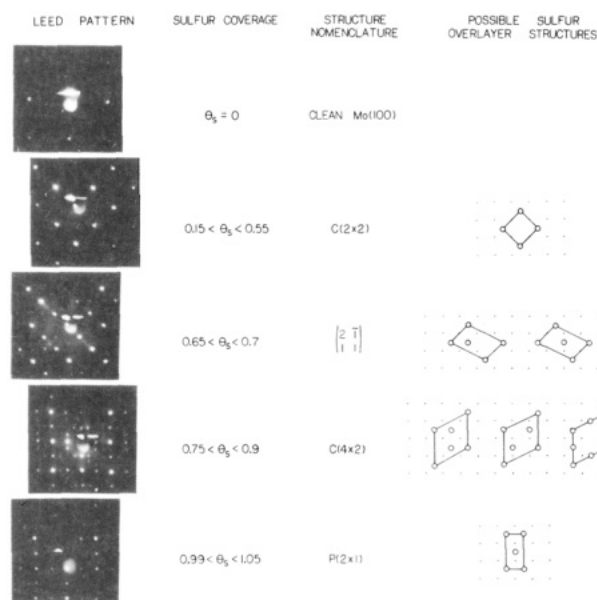 LEED PATTERN SULFUR COVERAGE STRUCTURE NOMENCLATURE POSSIBLE SULFUR OVERLAYER STRUCTURES
θs = 0 CLEAN Mo(100)
0.15 < θs < 0.55 C(2×2)
0.65 < θs < 0.7 |2 1̅|
|1 1|
0.75 < θs < 0.9 C(4×2)
0.99 < θs < 1.05 P(2×1)